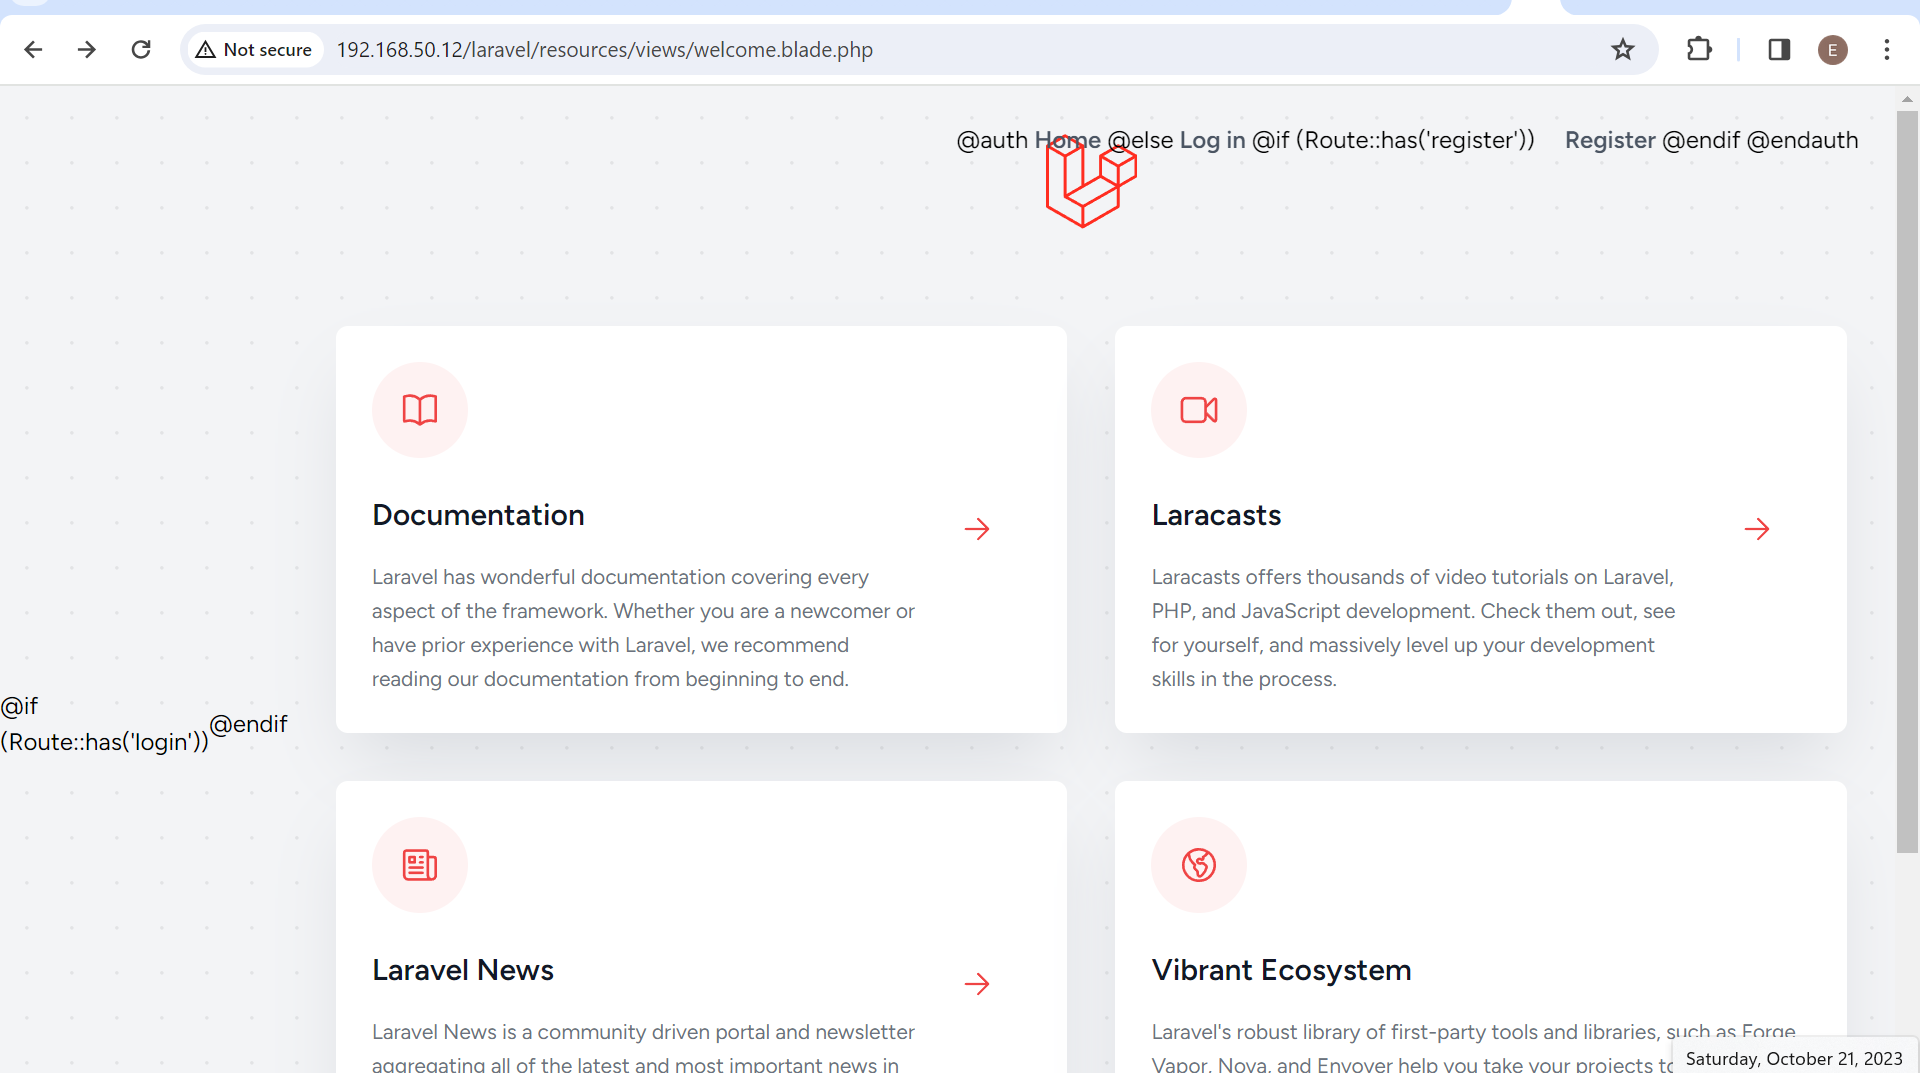 Not secure 192.168.50.12/laravel/resources/views/welcome.blade.php E
@auth Home @else Log in @if (Route::has('register')) Register @endif @endauth
Documentation
Laravel has wonderful documentation covering every
aspect of the framework. Whether you are a newcomer or
have prior experience with Laravel, we recommend
reading our documentation from beginning to end.
Laracasts
Laracasts offers thousands of video tutorials on Laravel,
PHP, and JavaScript development. Check them out, see
for yourself, and massively level up your development
skills in the process.
@if
(Route::has('login'))
@endif
Laravel News
Laravel News is a community driven portal and newsletter
aggregating all of the latest and most important news in
Vibrant Ecosystem
Laravel's robust library of first-party tools and libraries, such as Forge,
Vapor, Nova, and Envoyer help you take your projects to
Saturday, October 21, 2023